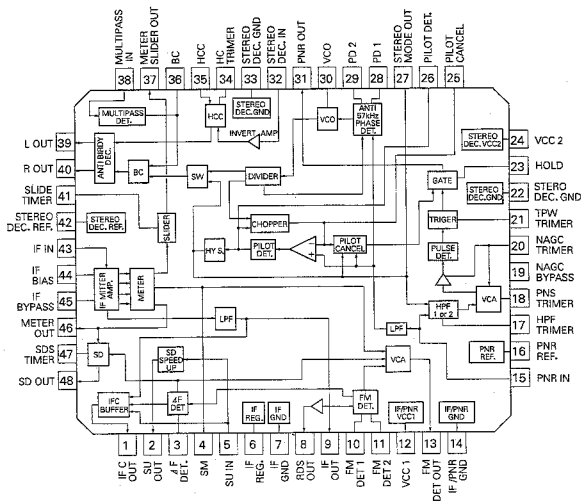 MULTIPASS IN
METER SLIDER OUT
BC
HCC
HC TRIMER
STEREO DEC. GND
STEREO DEC. IN
PNR OUT
VCO
PD 2
PD 1
STEREO MODE OUT
PILOT DET.
PILOT CANCEL
38 37 36 35 34 33 32 31 30 29 28 27 26 25
MULTIPASS DET.
HCC
STEREO DEC.GND
INVERT AMP
VCO
ANTI 57kHz PHASE DET.
L OUT 39
R OUT 40
SLIDE TIMER 41
STEREO DEC. REF. 42
IF IN 43
IF BIAS 44
IF BYPASS 45
METER OUT 46
SDS TIMER 47
SD OUT 48
ANTI BIRDY DEC.
BC
SW
DIVIDER
CHOPPER
STEREO DEC. REF.
SLIDER
HYS.
PILOT DET.
− +
PILOT CANCEL
IF MITTER AMP.
METER
LPF
LPF
SD
SD SPEED UP
IFC BUFFER
⊿F DET
VCA
FM DET.
IF REG.
IF GND
IF/PNR VCC1
IF/PNR GND
STEREO DEC. VCC2
GATE
STEREO DEC.GND
TRIGER
PULSE DET.
HPF 1 or 2
VCA
PNR REF.
24 VCC 2
23 HOLD
22 STERO DEC. GND
21 TPW TRIMER
20 NAGC TRIMER
19 NAGC BYPASS
18 PNS TRIMER
17 HPF TRIMER
16 PNR REF.
15 PNR IN
1 2 3 4 5 6 7 8 9 10 11 12 13 14
IF C OUT
SU OUT
⊿F DET.
SM
SU IN
IF REG.
IF GND
RDS OUT
IF OUT
FM DET 1
FM DET 2
VCC 1
FM DET OUT
IF /PNR GND